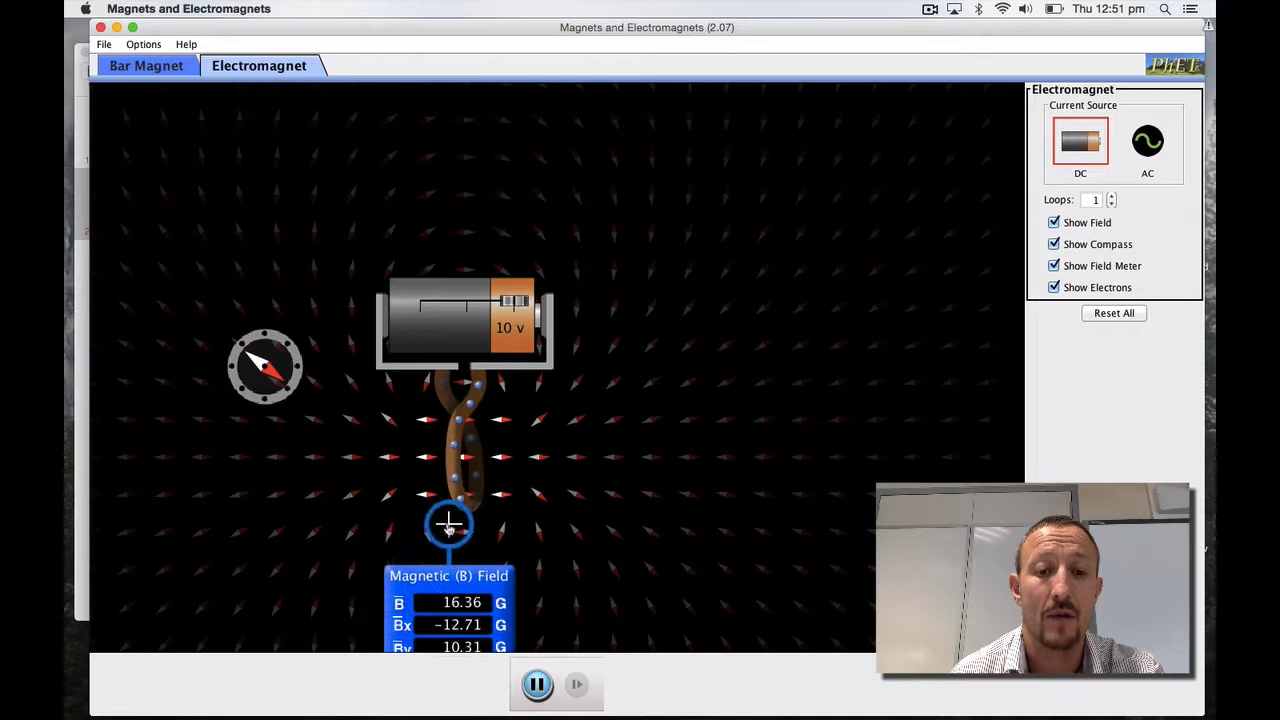 Magnets and Electromagnets
Thu 12:51 pm
Magnets and Electromagnets (2.07)
File Options Help
Bar Magnet Electromagnet
PhET
Electromagnet
Current Source
DC AC
Loops: 1
Show Field
Show Compass
Show Field Meter
Show Electrons
Reset All
10 v
Magnetic (B) Field
B 16.36 G
Bx -12.71 G
By 10.31 G